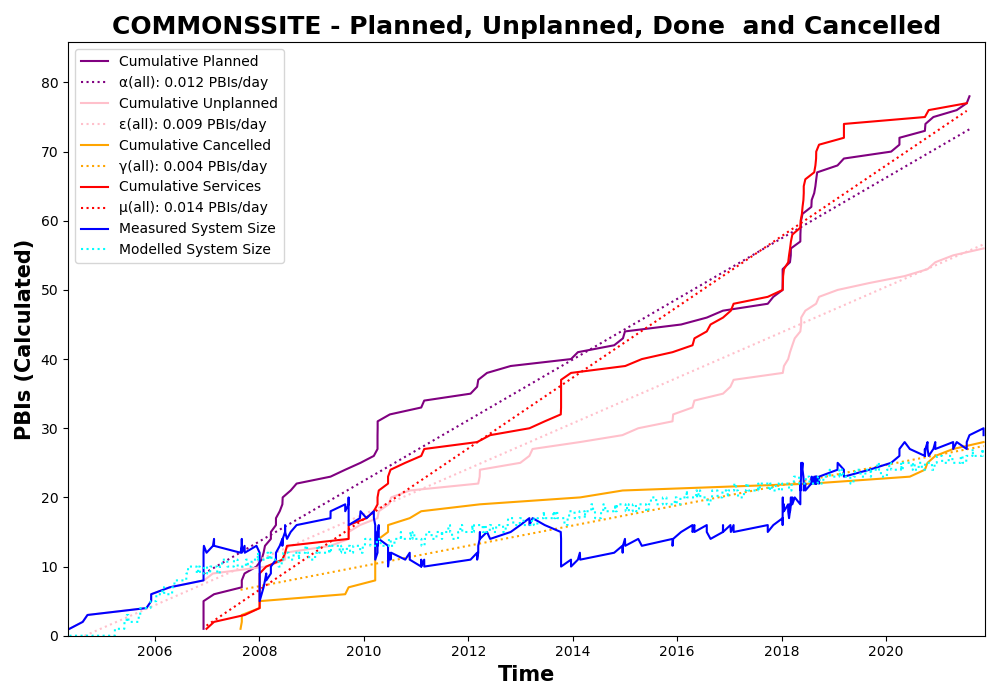 COMMONSSITE - Planned, Unplanned, Done  and Cancelled
Cumulative Planned
α(all): 0.012 PBIs/day
Cumulative Unplanned
ε(all): 0.009 PBIs/day
Cumulative Cancelled
γ(all): 0.004 PBIs/day
Cumulative Services
μ(all): 0.014 PBIs/day
Measured System Size
Modelled System Size
PBIs (Calculated)
80
70
60
50
40
30
20
10
0
2006 2008 2010 2012 2014 2016 2018 2020
Time